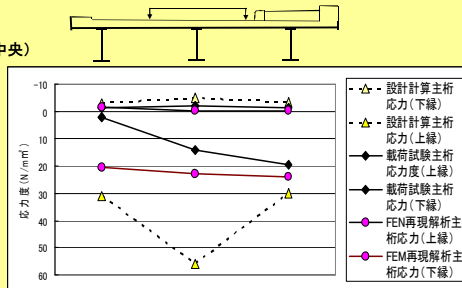 中央）
-10
0
10
20
30
40
50
60
応力度（N/mm²）
設計計算主桁
応力（下縁）
設計計算主桁
応力（上縁）
載荷試験主桁
応力度（上縁）
載荷試験主桁
応力（下縁）
FEN再現解析主
桁応力（上縁）
FEM再現解析主
桁応力（下縁）